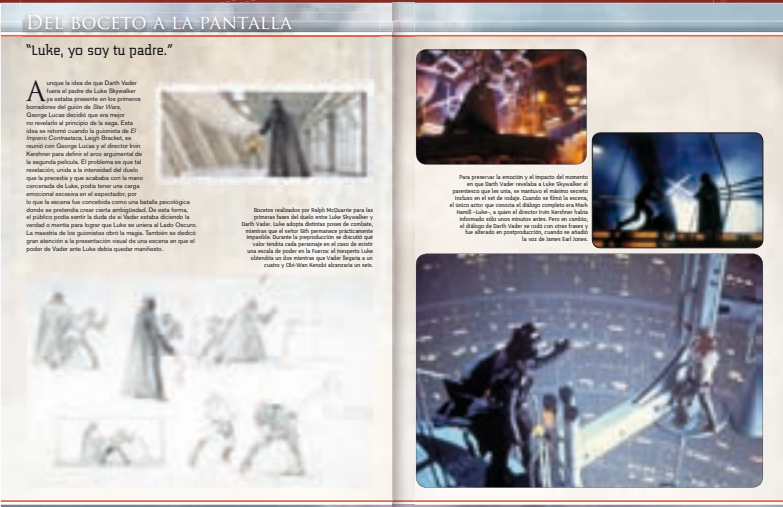 DEL BOCETO A LA PANTALLA
“Luke, yo soy tu padre.”
Aunque la idea de que Darth Vader
fuera el padre de Luke Skywalker
ya estaba presente en los primeros
borradores del guión de Star Wars,
George Lucas decidió que era mejor
no revelarlo al principio de la saga. Esta
idea se retomó cuando la guionista de El
Imperio Contraataca, Leigh Bracket, se
reunió con George Lucas y el director Irvin
Kershner para definir el arco argumental de
la segunda película. El problema es que tal
revelación, unida a la intensidad del duelo
que la precedía y que acababa con la mano
cercenada de Luke, podía tener una carga
emocional excesiva en el espectador, por
lo que la escena fue concebida como una batalla psicológica
donde se pretendía crear cierta ambigüedad. De esta forma,
el público podía sentir la duda de si Vader estaba diciendo la
verdad o mentía para lograr que Luke se uniera al Lado Oscuro.
La maestría de los guionistas obró la magia. También se dedicó
gran atención a la presentación visual de una escena en que el
poder de Vader ante Luke debía quedar manifiesto.
Bocetos realizados por Ralph McQuarrie para las
primeras fases del duelo entre Luke Skywalker y
Darth Vader. Luke adopta distintas poses de combate,
mientras que el señor Sith permanece prácticamente
impasible. Durante la preproducción se discutió qué
valor tendría cada personaje en el caso de existir
una escala de poder en la Fuerza: el inexperto Luke
obtendría un dos mientras que Vader llegaría a un
cuatro y Obi-Wan Kenobi alcanzaría un seis.
Para preservar la emoción y el impacto del momento
en que Darth Vader revelaba a Luke Skywalker el
parentesco que les unía, se mantuvo el máximo secreto
incluso en el set de rodaje. Cuando se filmó la escena,
el único actor que conocía el diálogo completo era Mark
Hamill –Luke–, a quien el director Irvin Kershner había
informado sólo unos minutos antes. Pero en cambio,
el diálogo de Darth Vader se rodó con otras frases y
fue alterado en postproducción, cuando se añadió
la voz de James Earl Jones.